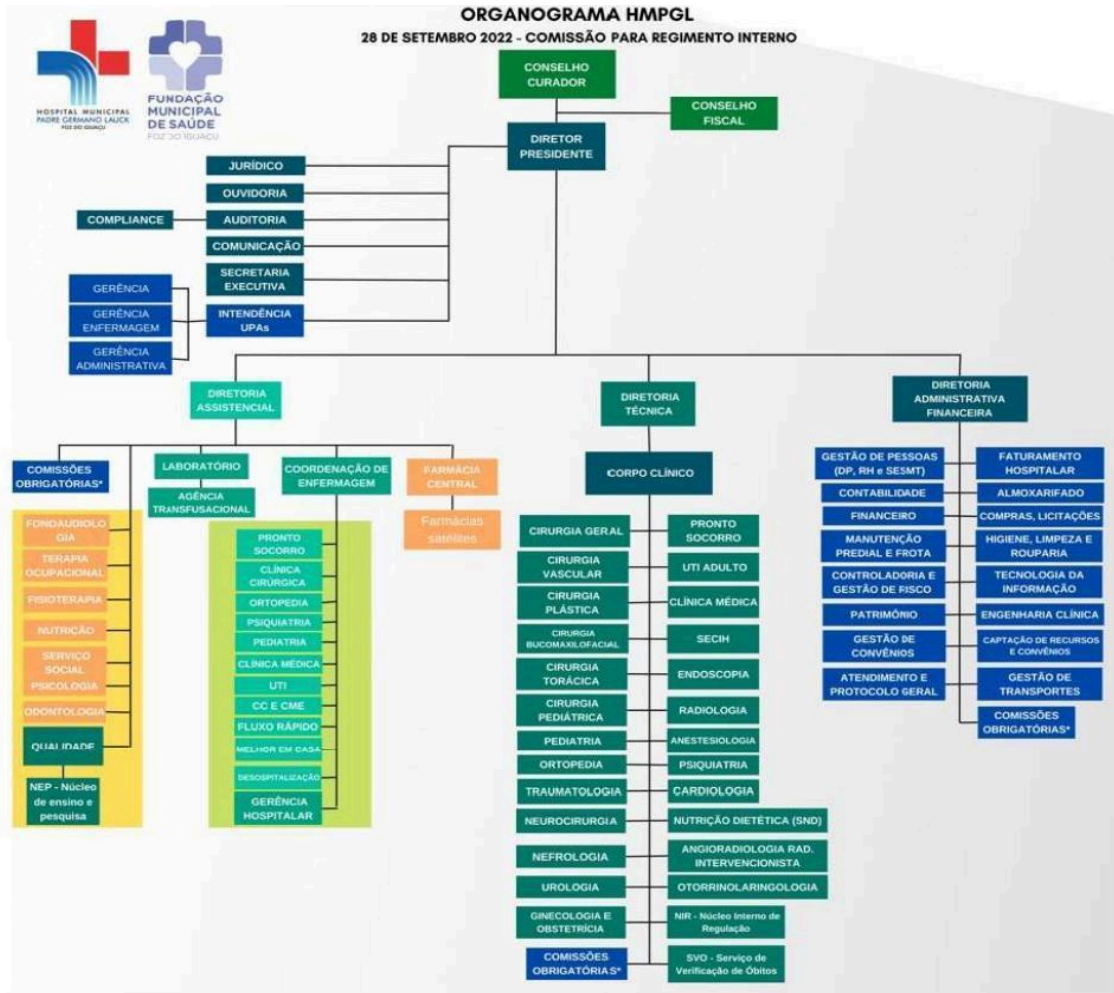 ORGANOGRAMA HMPGL
28 DE SETEMBRO 2022 - COMISSÃO PARA REGIMENTO INTERNO
HOSPITAL MUNICIPAL
PADRE GERMANO LAUCK
FOZ DO IGUAÇU
FUNDAÇÃO
MUNICIPAL
DE SAÚDE
FOZ DO IGUAÇU
CONSELHO
CURADOR
CONSELHO
FISCAL
DIRETOR
PRESIDENTE
JURÍDICO
OUVIDORIA
COMPLIANCE
AUDITORIA
COMUNICAÇÃO
SECRETARIA
EXECUTIVA
GERÊNCIA
GERÊNCIA
ENFERMAGEM
GERÊNCIA
ADMINISTRATIVA
INTENDÊNCIA
UPAs
DIRETORIA
ASSISTENCIAL
DIRETORIA
TÉCNICA
DIRETORIA
ADMINISTRATIVA
FINANCEIRA
COMISSÕES
OBRIGATÓRIAS*
LABORATÓRIO
AGÊNCIA
TRANSFUSACIONAL
COORDENAÇÃO DE
ENFERMAGEM
FARMÁCIA
CENTRAL
Farmácias
satélites
FONOAUDIOLO
GIA
TERAPIA
OCUPACIONAL
FISIOTERAPIA
NUTRIÇÃO
SERVIÇO
SOCIAL
PSICOLOGIA
ODONTOLOGIA
QUALIDADE
NEP - Núcleo
de ensino e
pesquisa
PRONTO
SOCORRO
CLÍNICA
CIRÚRGICA
ORTOPEDIA
PSIQUIATRIA
PEDIATRIA
CLÍNICA MÉDICA
UTI
CC E CME
FLUXO RÁPIDO
MELHOR EM CASA
DESOSPITALIZAÇÃO
GERÊNCIA
HOSPITALAR
CORPO CLÍNICO
CIRURGIA GERAL
CIRURGIA
VASCULAR
CIRURGIA
PLÁSTICA
CIRURGIA
BUCOMAXILOFACIAL
CIRURGIA
TORÁCICA
CIRURGIA
PEDIÁTRICA
PEDIATRIA
ORTOPEDIA
TRAUMATOLOGIA
NEUROCIRURGIA
NEFROLOGIA
UROLOGIA
GINECOLOGIA E
OBSTETRÍCIA
COMISSÕES
OBRIGATÓRIAS*
PRONTO
SOCORRO
UTI ADULTO
CLÍNICA MÉDICA
SECIH
ENDOSCOPIA
RADIOLOGIA
ANESTESIOLOGIA
PSIQUIATRIA
CARDIOLOGIA
NUTRIÇÃO DIETÉTICA (SND)
ANGIORADIOLOGIA RAD.
INTERVENCIONISTA
OTORRINOLARINGOLOGIA
NIR - Núcleo Interno de
Regulação
SVO - Serviço de
Verificação de Óbitos
GESTÃO DE PESSOAS
(DP, RH e SESMT)
CONTABILIDADE
FINANCEIRO
MANUTENÇÃO
PREDIAL E FROTA
CONTROLADORIA E
GESTÃO DE FISCO
PATRIMÔNIO
GESTÃO DE
CONVÊNIOS
ATENDIMENTO E
PROTOCOLO GERAL
FATURAMENTO
HOSPITALAR
ALMOXARIFADO
COMPRAS, LICITAÇÕES
HIGIENE, LIMPEZA E
ROUPARIA
TECNOLOGIA DA
INFORMAÇÃO
ENGENHARIA CLÍNICA
CAPTAÇÃO DE RECURSOS
E CONVÊNIOS
GESTÃO DE
TRANSPORTES
COMISSÕES
OBRIGATÓRIAS*